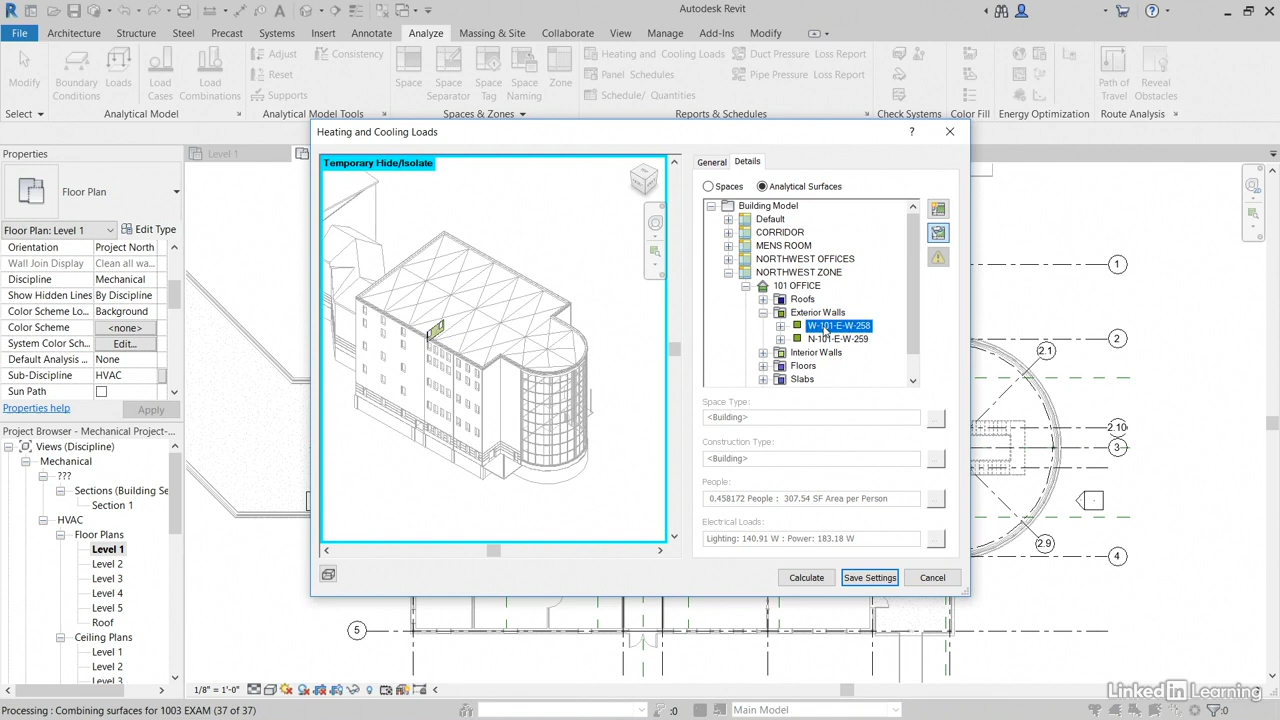 Autodesk Revit
File Architecture Structure Steel Precast Systems Insert Annotate Analyze Massing & Site Collaborate View Manage Add-Ins Modify
Modify
Boundary Conditions
Loads
Load Cases
Load Combinations
Adjust
Reset
Supports
Consistency
Space
Space Separator
Space Tag
Space Naming
Zone
Heating and Cooling Loads
Panel Schedules
Schedule/ Quantities
Duct Pressure Loss Report
Pipe Pressure Loss Report
Path of Travel
Reveal Obstacles
Select Analytical Model Analytical Model Tools Spaces & Zones Reports & Schedules Check Systems Color Fill Energy Optimization Route Analysis
Properties
Floor Plan
Floor Plan: Level 1 Edit Type
Orientation Project North
Wall Join Display Clean all wa...
Discipline Mechanical
Show Hidden Lines By Discipline
Color Scheme Lo... Background
Color Scheme <none>
System Color Sche... Edit...
Default Analysis ... None
Sub-Discipline HVAC
Sun Path
Properties help Apply
Project Browser - Mechanical Project-...
Views (Discipline)
Mechanical
???
Sections (Building Se
Section 1
HVAC
Floor Plans
Level 1
Level 2
Level 3
Level 4
Level 5
Roof
Ceiling Plans
Level 1
Level 2
Level 3
Level 1
Heating and Cooling Loads
?
Temporary Hide/Isolate
General Details
Spaces Analytical Surfaces
Building Model
Default
CORRIDOR
MENS ROOM
NORTHWEST OFFICES
NORTHWEST ZONE
101 OFFICE
Roofs
Exterior Walls
W-101-E-W-258
N-101-E-W-259
Interior Walls
Floors
Slabs
Space Type:
<Building>
Construction Type:
<Building>
People:
0.458172 People : 307.54 SF Area per Person
Electrical Loads:
Lighting: 140.91 W : Power: 183.18 W
Calculate Save Settings Cancel
1
2
2.1
2.10
3
2.9
4
5
1/8" = 1'-0"
Linked in Learning
Processing : Combining surfaces for 1003 EXAM (37 of 37)
:0
Main Model
:0